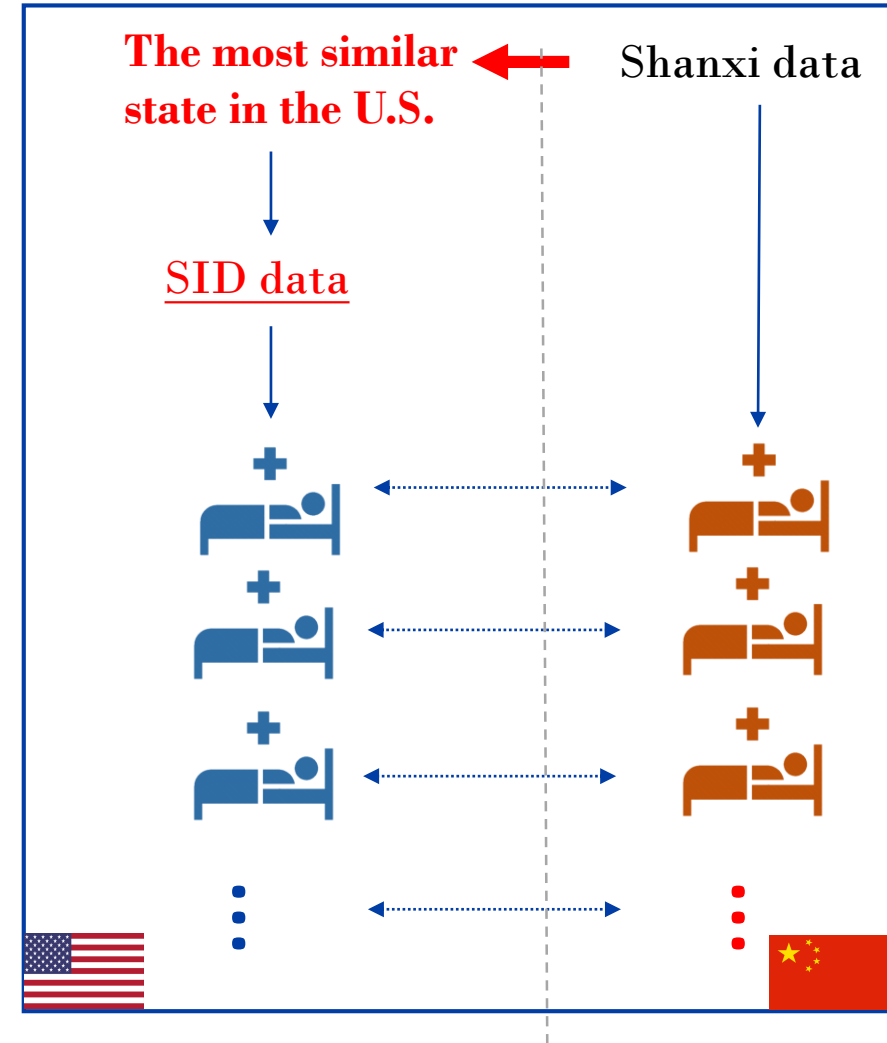 The most similar
state in the U.S.
Shanxi data
SID data